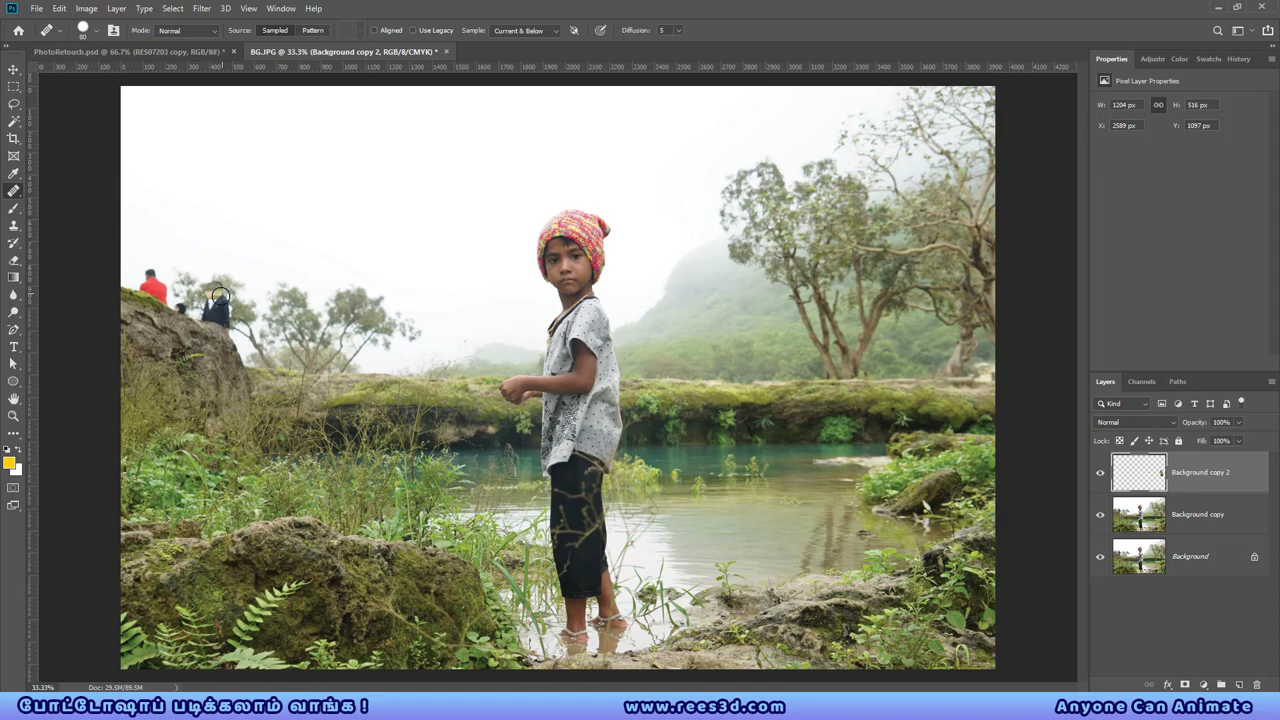 File Edit Image Layer Type Select Filter 3D View Window Help
80 Mode: Normal Source: Sampled Pattern Aligned Use Legacy Sample: Current & Below Diffusion: 5
PhotoRetouch.psd @ 66.7% (RES07203 copy, RGB/8#) * × BG.JPG @ 33.3% (Background copy 2, RGB/8/CMYK) * ×
Properties Adjustm Color Swatch History
Pixel Layer Properties
W: 1204 px H: 516 px
X: 2589 px Y: 1097 px
Layers Channels Paths
Kind
Normal Opacity: 100%
Lock: Fill: 100%
Background copy 2
Background copy
Background
33.33% Doc: 29.5M/89.5M
போட்டோஷாப் படிக்கலாம் வாங்க ! www.rees3d.com Anyone Can Animate